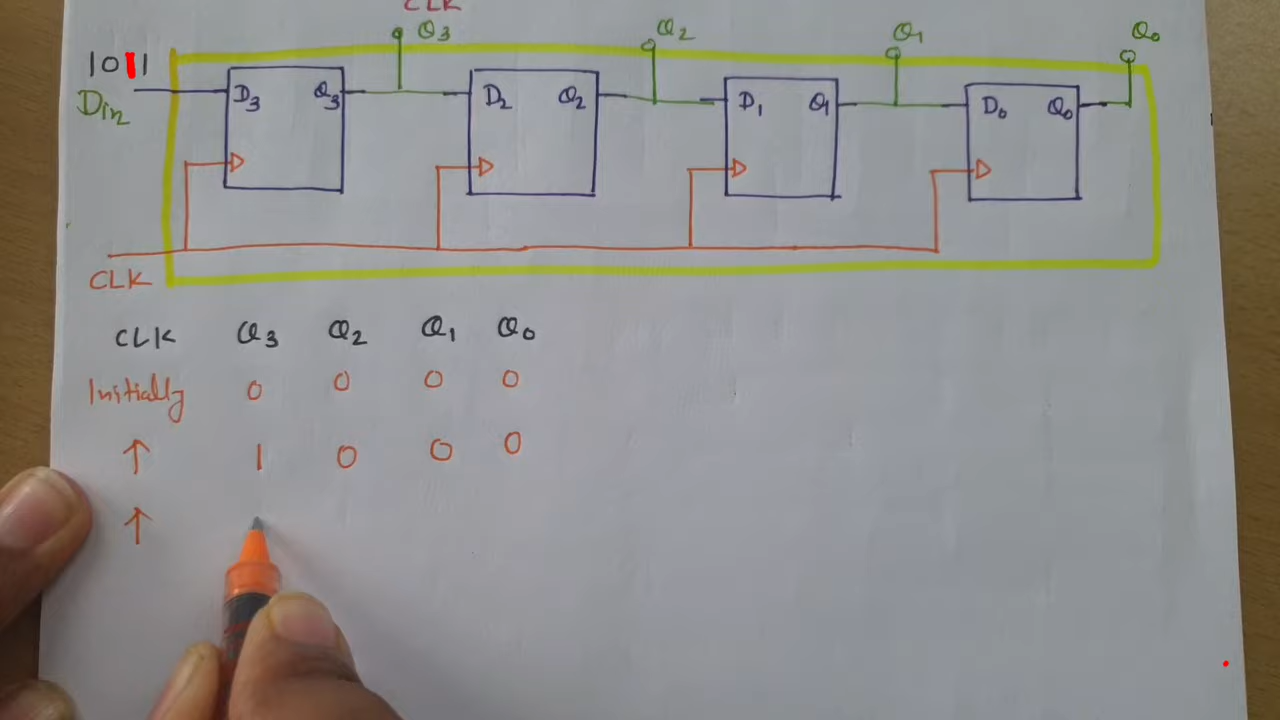 CLK
Q3 Q2 Q1 Q0
1011
Din D3 Q3 D2 Q2 D1 Q1 D0 Q0
CLK
CLK Q3 Q2 Q1 Q0
Initially 0 0 0 0
↑ 1 0 0 0
↑